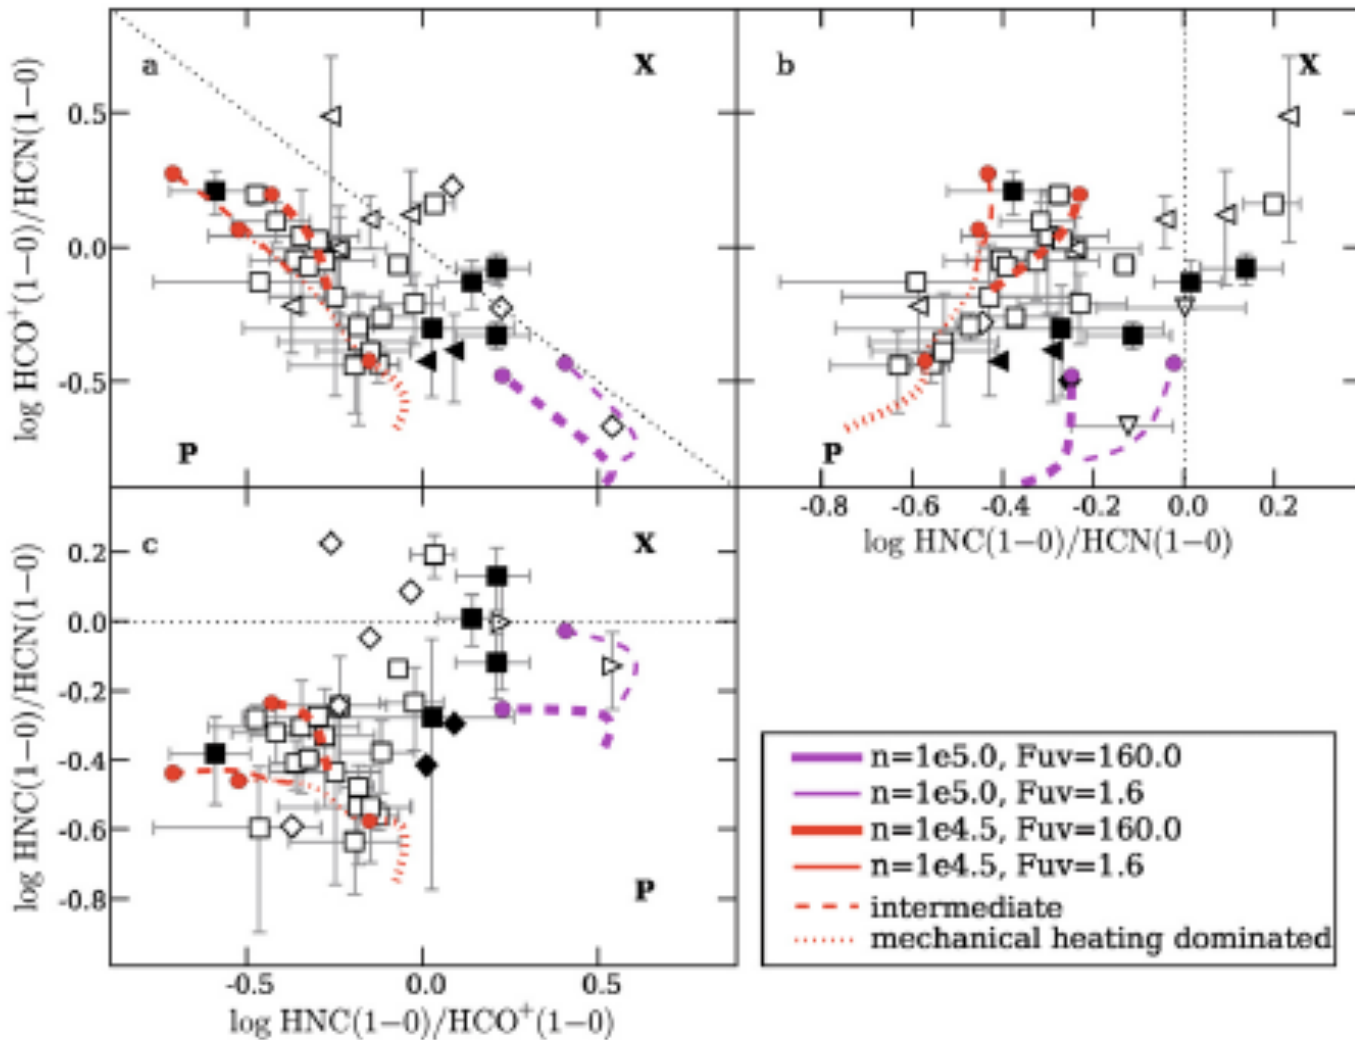 a
X
b
X
log HCO⁺(1−0)/HCN(1−0)
0.5
0.0
-0.5
P
P
-0.8
-0.6
-0.4
-0.2
0.0
0.2
log HNC(1−0)/HCN(1−0)
c
X
log HNC(1−0)/HCN(1−0)
0.2
0.0
-0.2
-0.4
-0.6
-0.8
P
-0.5
0.0
0.5
log HNC(1−0)/HCO⁺(1−0)
n=1e5.0, Fuv=160.0
n=1e5.0, Fuv=1.6
n=1e4.5, Fuv=160.0
n=1e4.5, Fuv=1.6
intermediate
mechanical heating dominated